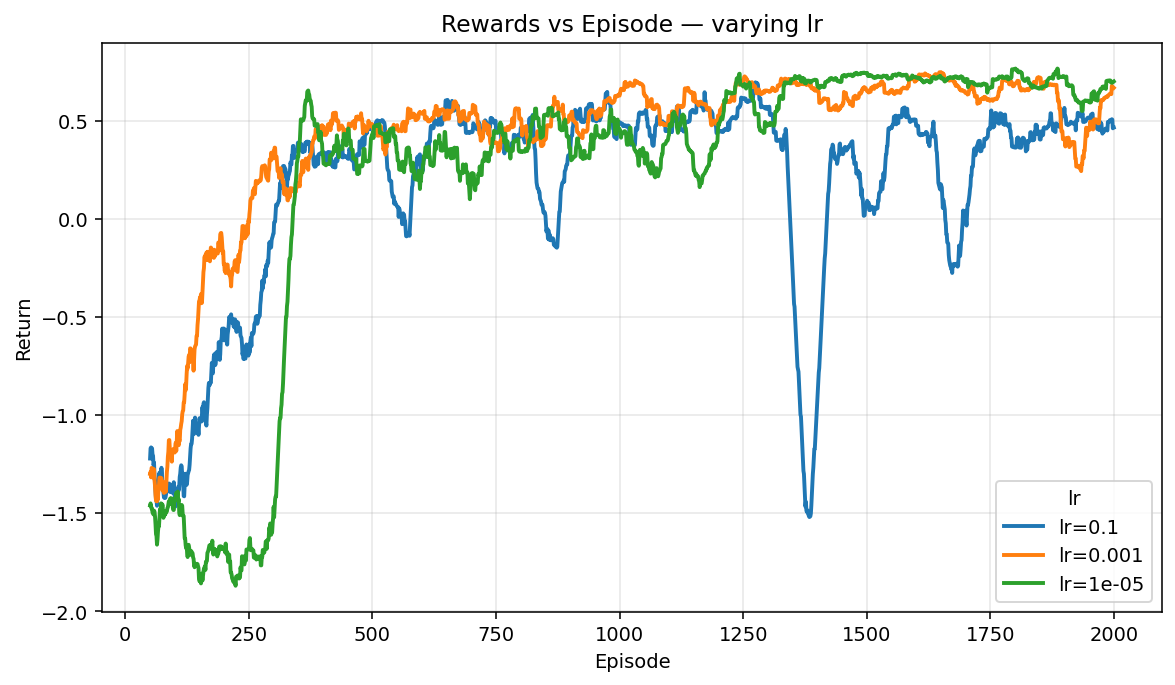 Rewards vs Episode — varying lr
Return
0.5
0.0
−0.5
−1.0
−1.5
−2.0
0 250 500 750 1000 1250 1500 1750 2000
Episode
lr
lr=0.1
lr=0.001
lr=1e-05